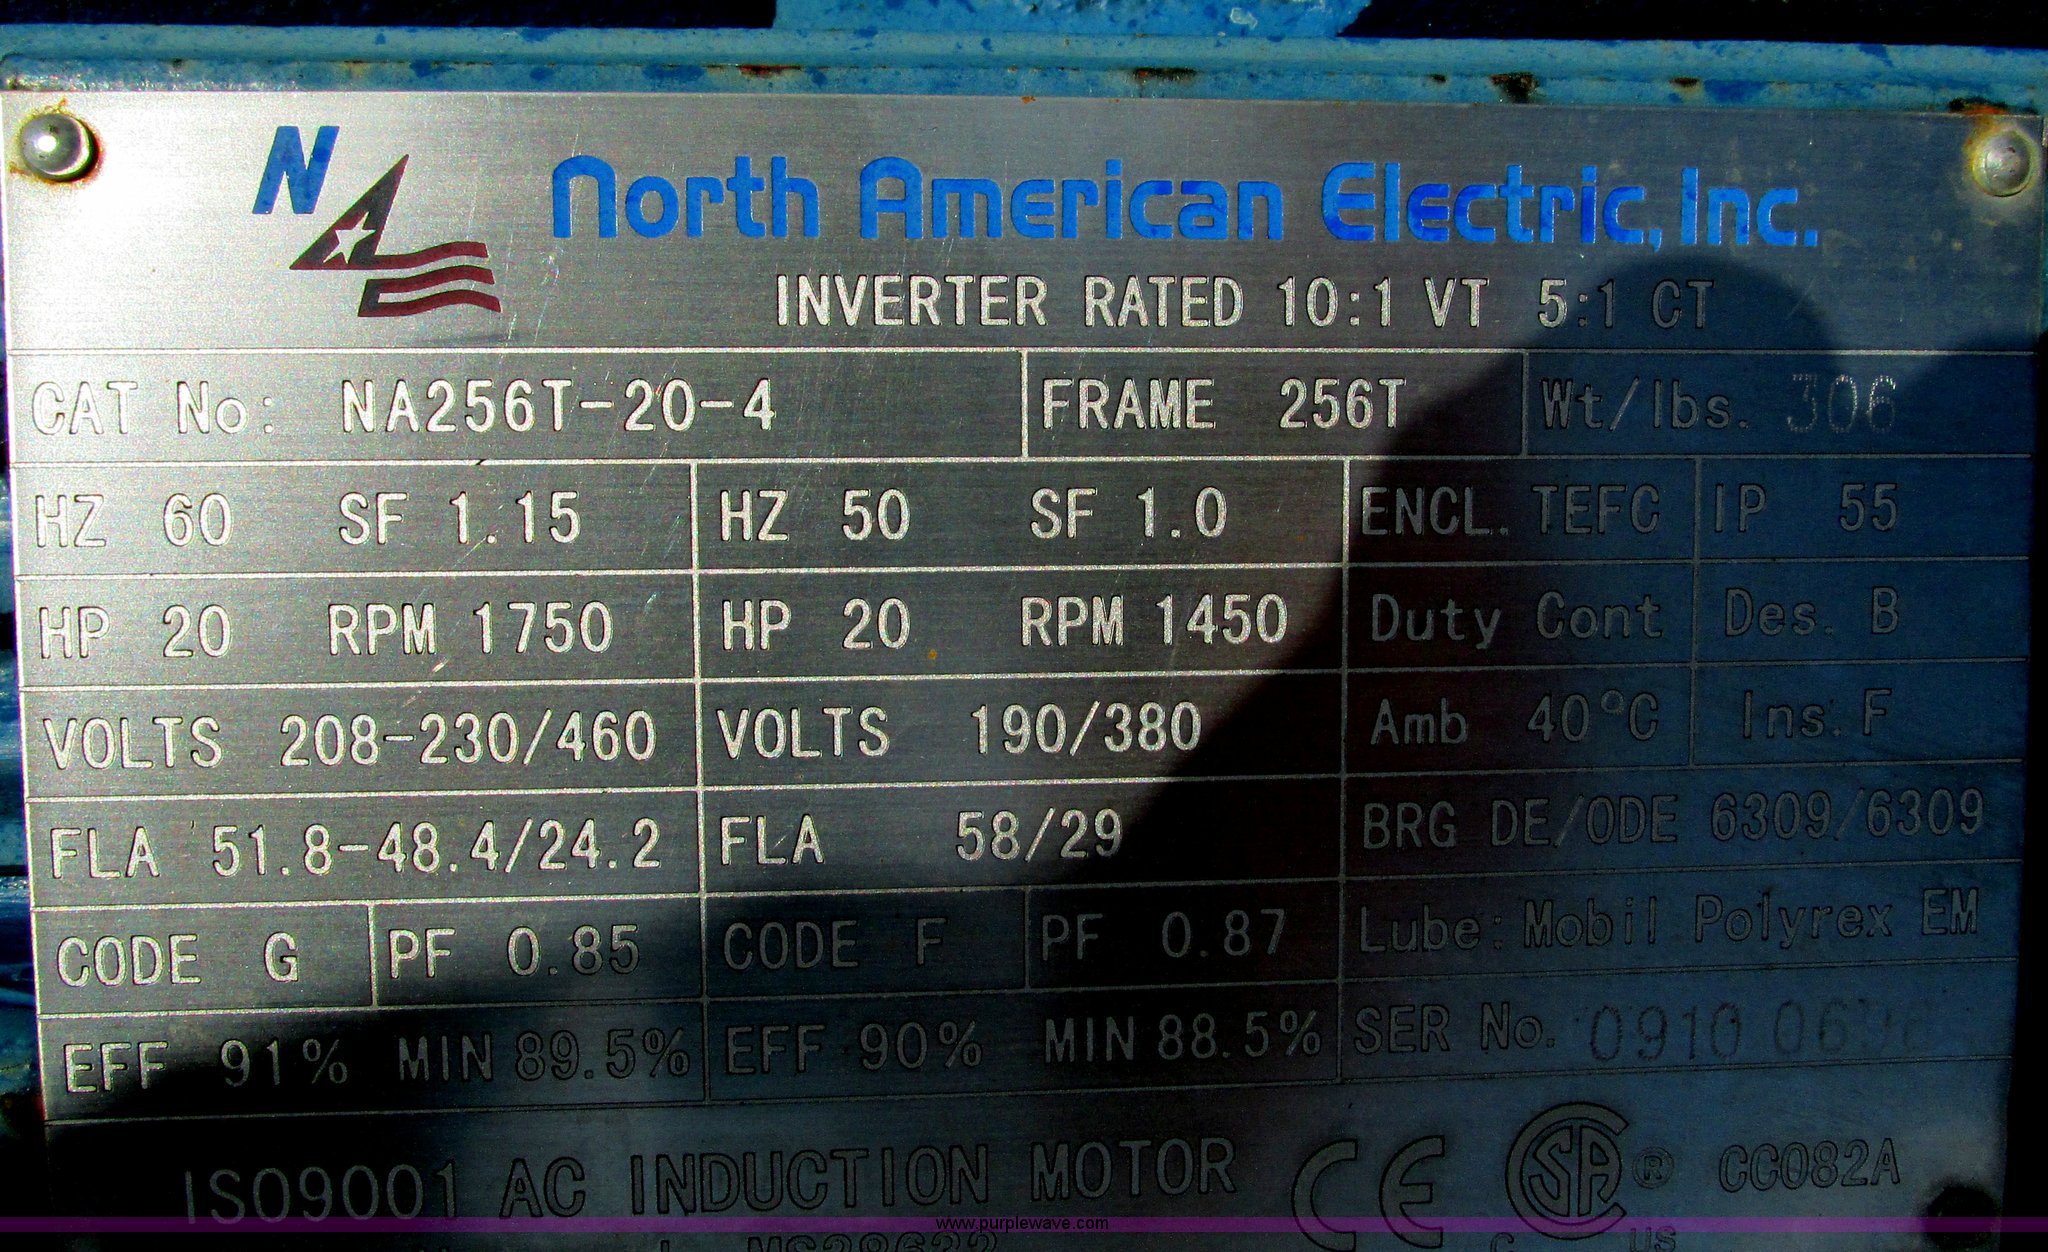 NAE
North American Electric, Inc.
INVERTER RATED 10:1 VT 5:1 CT
CAT No: NA256T-20-4 FRAME 256T Wt/lbs. 306
HZ 60 SF 1.15 HZ 50 SF 1.0 ENCL. TEFC IP 55
HP 20 RPM 1750 HP 20 RPM 1450 Duty Cont Des. B
VOLTS 208-230/460 VOLTS 190/380 Amb 40°C Ins. F
FLA 51.8-48.4/24.2 FLA 58/29 BRG DE/ODE 6309/6309
CODE G PF 0.85 CODE F PF 0.87 Lube: Mobil Polyrex EM
EFF 91% MIN 89.5% EFF 90% MIN 88.5% SER No. 0910
ISO9001 AC INDUCTION MOTOR CE CSA ® CC082A
www.purplewave.com
C US